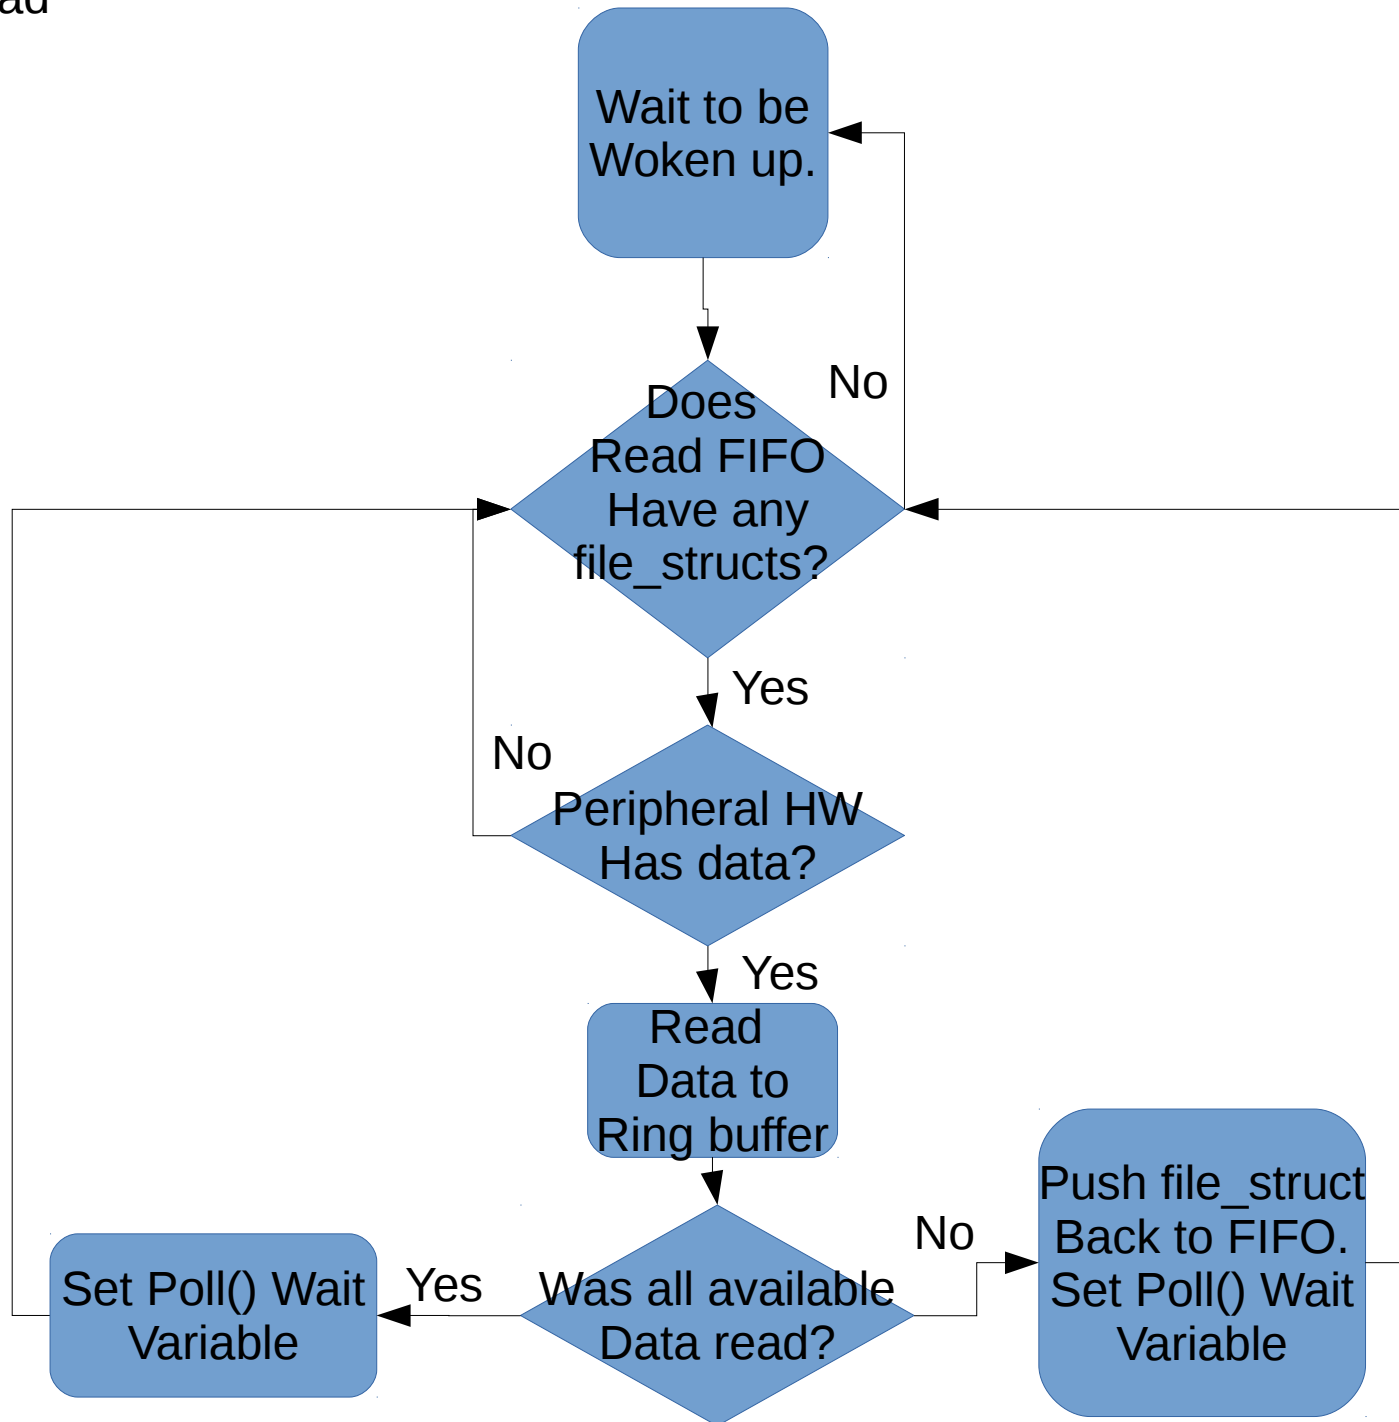 Wait to be
Woken up.
No
Does
Read FIFO
Have any
file_structs?
Yes
No
Peripheral HW
Has data?
Yes
Read
Data to
Ring buffer
Push file_struct
Back to FIFO.
Set Poll() Wait
Variable
No
Set Poll() Wait
Variable
Yes
Was all available
Data read?